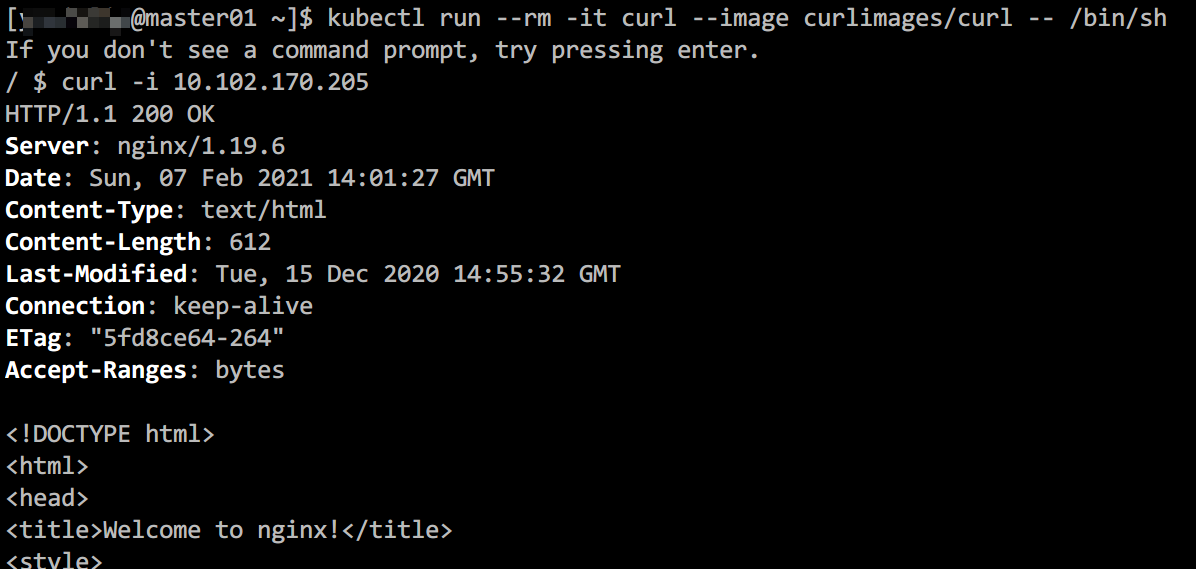 [y@master01 ~]$ kubectl run --rm -it curl --image curlimages/curl -- /bin/sh
If you don't see a command prompt, try pressing enter.
/ $ curl -i 10.102.170.205
HTTP/1.1 200 OK
Server: nginx/1.19.6
Date: Sun, 07 Feb 2021 14:01:27 GMT
Content-Type: text/html
Content-Length: 612
Last-Modified: Tue, 15 Dec 2020 14:55:32 GMT
Connection: keep-alive
ETag: "5fd8ce64-264"
Accept-Ranges: bytes
<!DOCTYPE html>
<html>
<head>
<title>Welcome to nginx!</title>
<style>